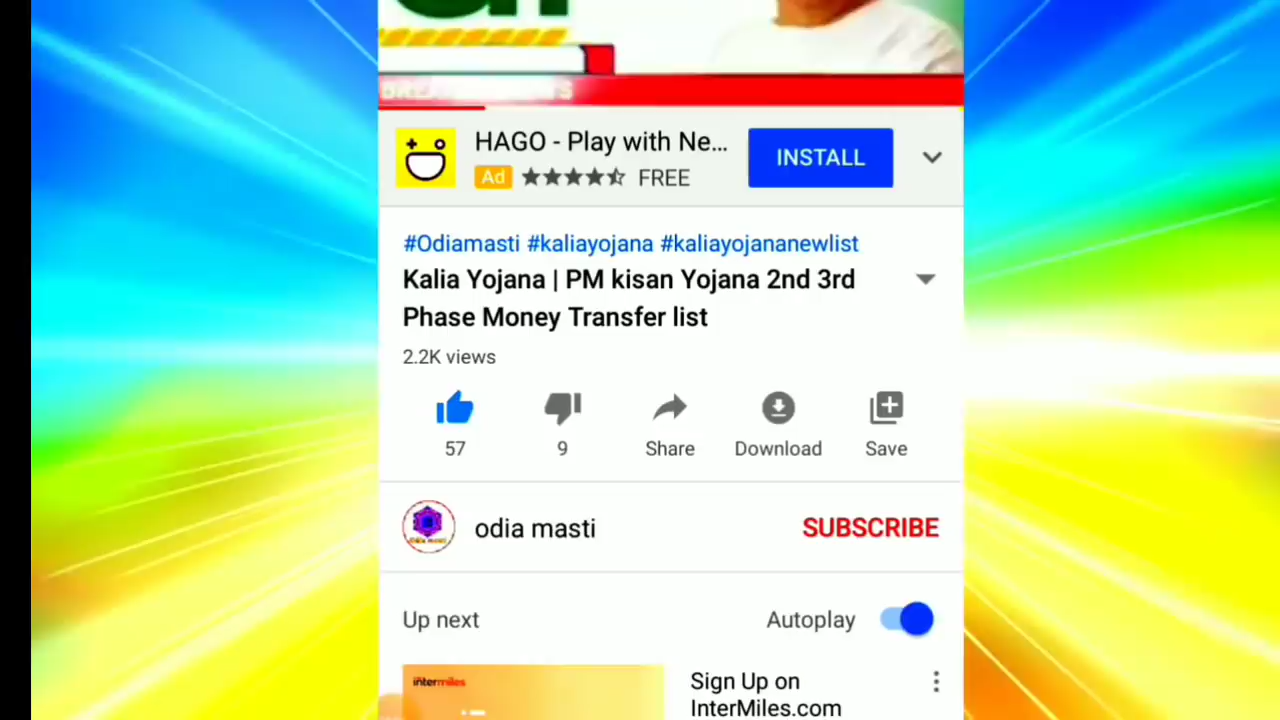 HAGO - Play with Ne...
INSTALL
Ad
FREE
#Odiamasti #kaliayojana #kaliayojananewlist
Kalia Yojana | PM kisan Yojana 2nd 3rd
Phase Money Transfer list
2.2K views
57
9
Share
Download
Save
odia masti
SUBSCRIBE
Up next
Autoplay
intermiles
Sign Up on
InterMiles.com